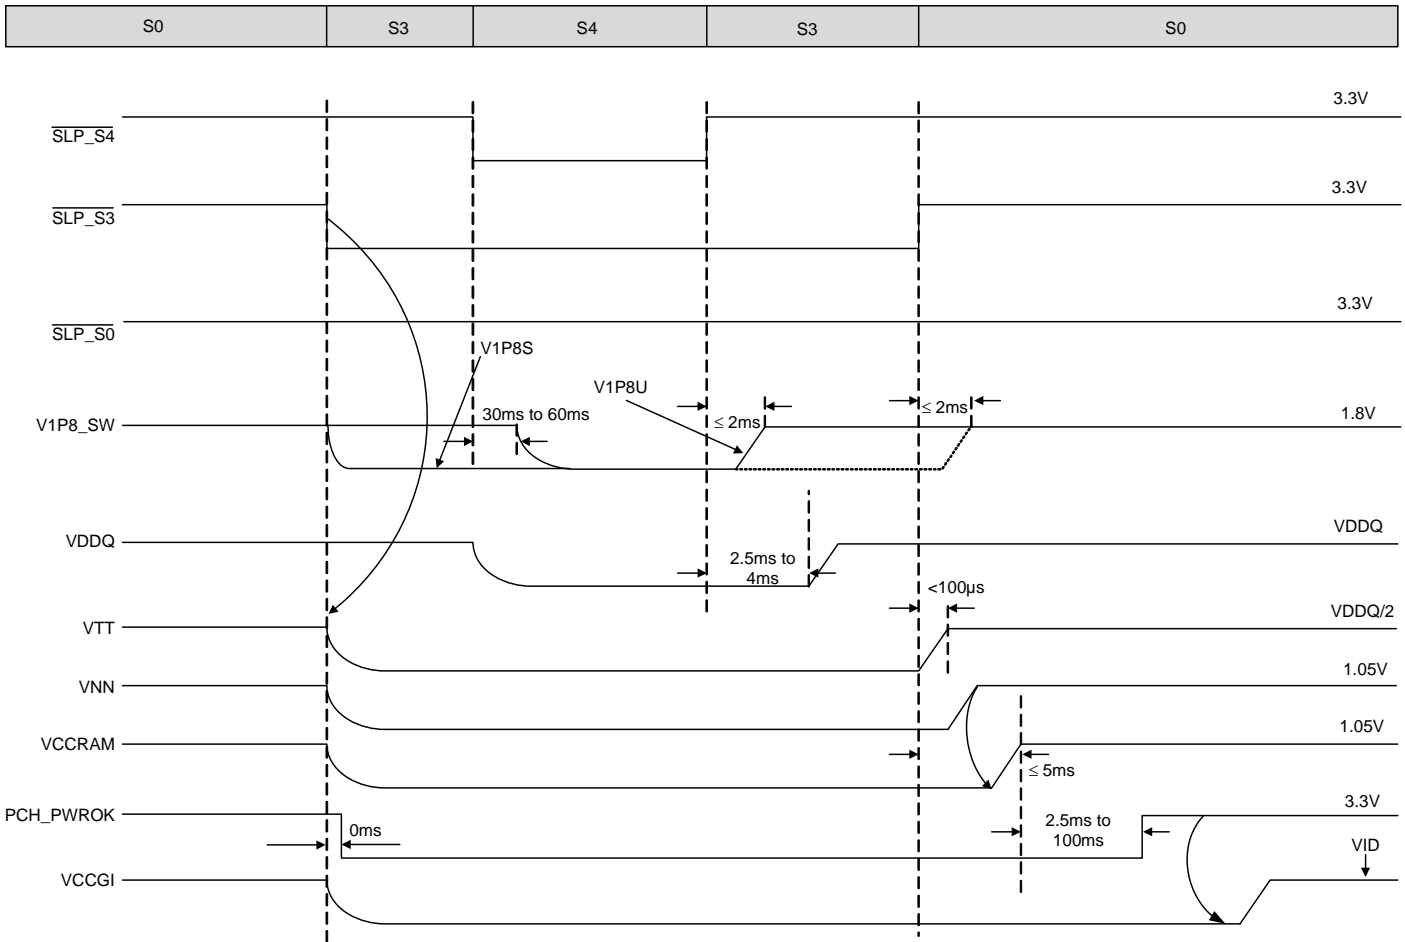 S0
S3
S4
S3
S0
3.3V
SLP_S4
3.3V
SLP_S3
3.3V
SLP_S0
V1P8S
V1P8U
V1P8_SW
30ms to 60ms
≤ 2ms
≤ 2ms
1.8V
VDDQ
2.5ms to
4ms
VDDQ
<100µs
VTT
VDDQ/2
VNN
1.05V
VCCRAM
1.05V
≤ 5ms
PCH_PWROK
0ms
2.5ms to
100ms
3.3V
VCCGI
VID